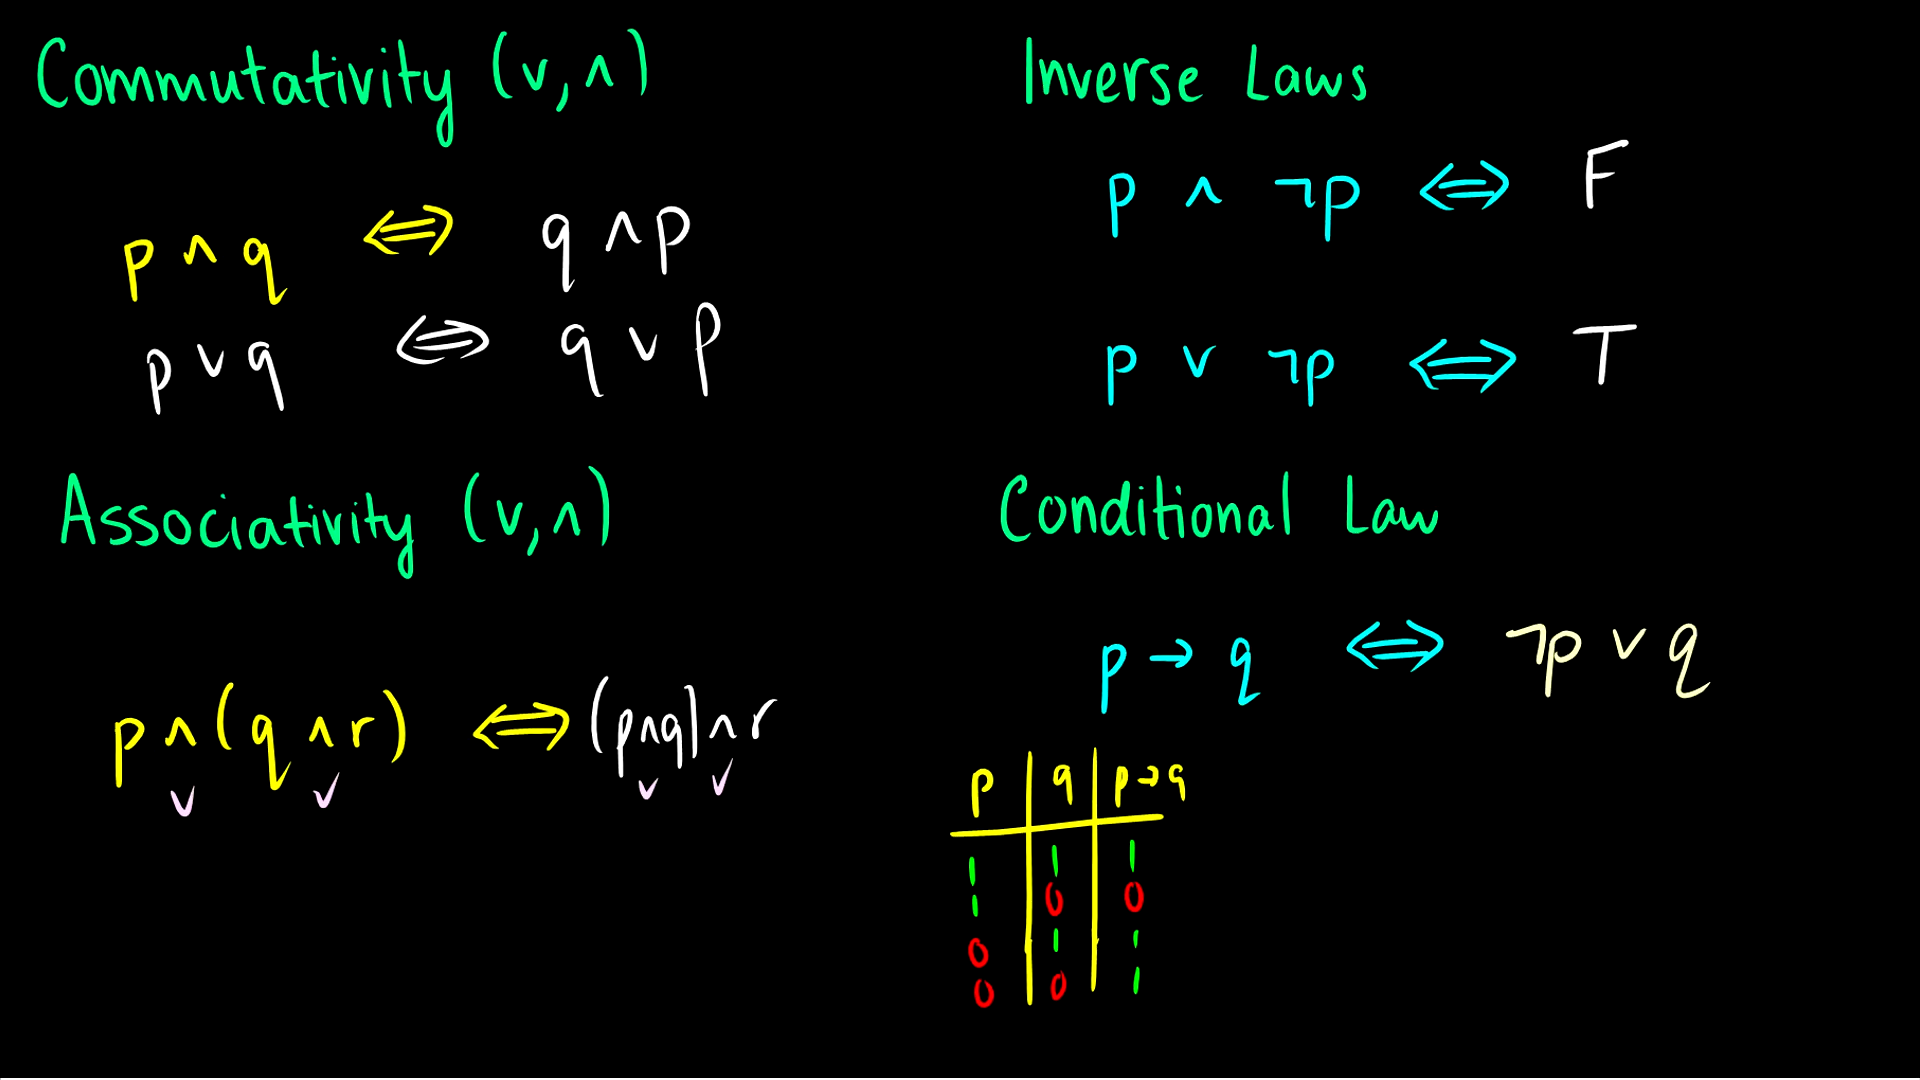 Commutativity (∨,∧)
p ∧ q ⇔ q ∧ p
p ∨ q ⇔ q ∨ p
Associativity (∨,∧)
p ∧ (q ∧ r) ⇔ (p ∧ q) ∧ r
∨ ∨ ∨ ∨
Inverse Laws
p ∧ ¬p ⇔ F
p ∨ ¬p ⇔ T
Conditional Law
p → q ⇔ ¬p ∨ q
p q p→q
1 1 1
1 0 0
0 1 1
0 0 1